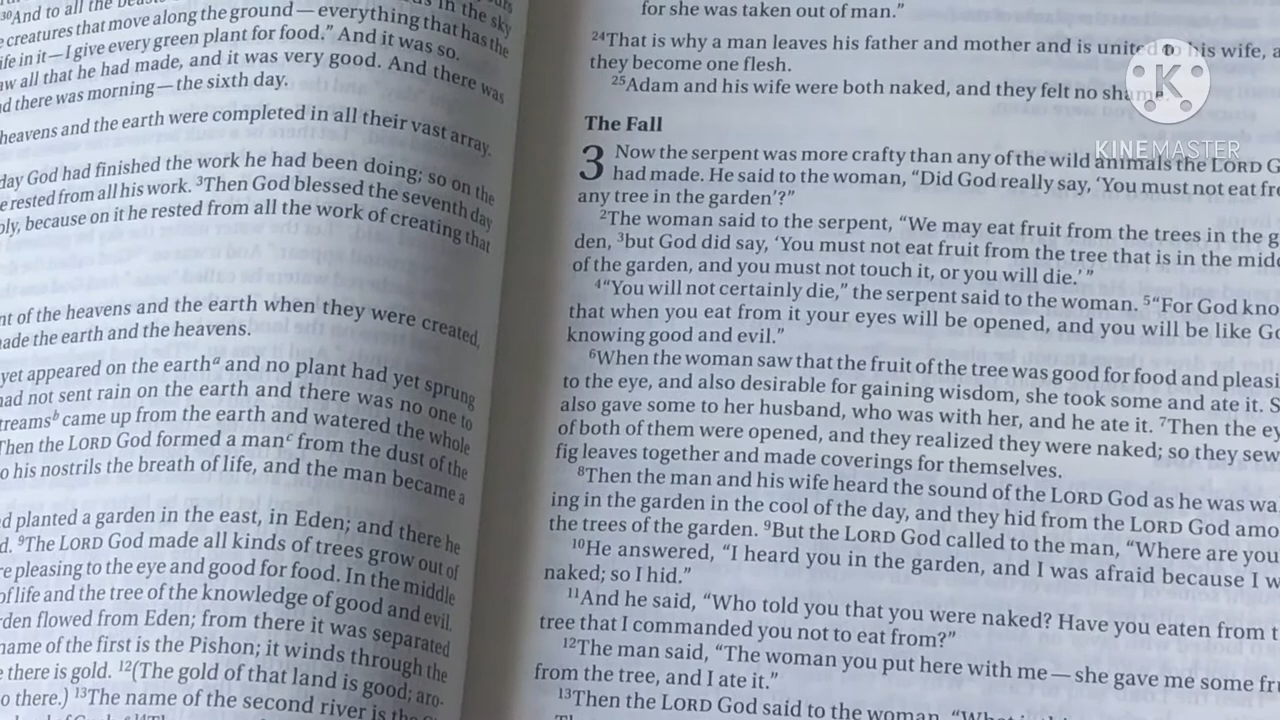 30And to all the beasts
in the sky
creatures that move along the ground — everything that has the
life in it — I give every green plant for food.” And it was so.
aw all that he had made, and it was very good. And there was
d there was morning — the sixth day.
heavens and the earth were completed in all their vast array.
day God had finished the work he had been doing; so on the
e rested from all his work. 3Then God blessed the seventh day
oly, because on it he rested from all the work of creating that
nt of the heavens and the earth when they were created,
made the earth and the heavens.
yet appeared on the eartha and no plant had yet sprung
had not sent rain on the earth and there was no one to
treamsb came up from the earth and watered the whole
Then the LORD God formed a manc from the dust of the
o his nostrils the breath of life, and the man became a
d planted a garden in the east, in Eden; and there he
d. 9The LORD God made all kinds of trees grow out of
re pleasing to the eye and good for food. In the middle
of life and the tree of the knowledge of good and evil.
rden flowed from Eden; from there it was separated
name of the first is the Pishon; it winds through the
e there is gold. 12(The gold of that land is good; aro-
o there.) 13The name of the second river is the
for she was taken out of man.”
24That is why a man leaves his father and mother and is united to his wife, a
they become one flesh.
25Adam and his wife were both naked, and they felt no shame.
The Fall
3 Now the serpent was more crafty than any of the wild animals the LORD G
had made. He said to the woman, “Did God really say, ‘You must not eat fro
any tree in the garden’?”
2The woman said to the serpent, “We may eat fruit from the trees in the g
den, 3but God did say, ‘You must not eat fruit from the tree that is in the midd
of the garden, and you must not touch it, or you will die.’ ”
4“You will not certainly die,” the serpent said to the woman. 5“For God kno
that when you eat from it your eyes will be opened, and you will be like Go
knowing good and evil.”
6When the woman saw that the fruit of the tree was good for food and pleasi
to the eye, and also desirable for gaining wisdom, she took some and ate it. S
also gave some to her husband, who was with her, and he ate it. 7Then the ey
of both of them were opened, and they realized they were naked; so they sew
fig leaves together and made coverings for themselves.
8Then the man and his wife heard the sound of the LORD God as he was wa
ing in the garden in the cool of the day, and they hid from the LORD God amo
the trees of the garden. 9But the LORD God called to the man, “Where are you
10He answered, “I heard you in the garden, and I was afraid because I w
naked; so I hid.”
11And he said, “Who told you that you were naked? Have you eaten from t
tree that I commanded you not to eat from?”
12The man said, “The woman you put here with me — she gave me some fru
from the tree, and I ate it.”
13Then the LORD God said to the woman, “What
K
KINEMASTER